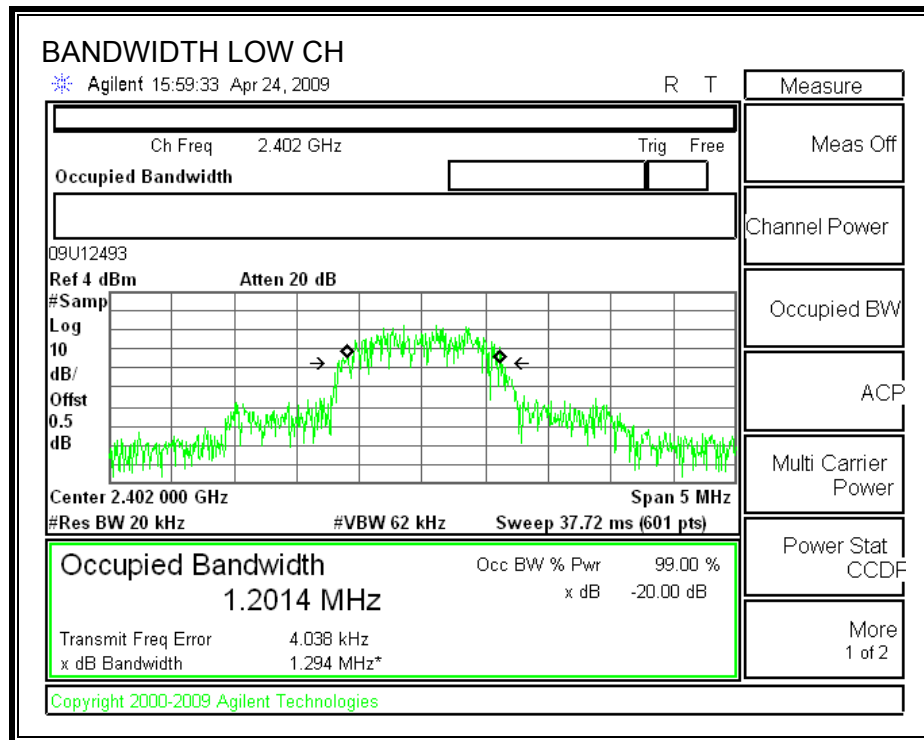 BANDWIDTH LOW CH
Agilent 15:59:33 Apr 24, 2009 R T
Measure
Ch Freq 2.402 GHz Trig Free
Occupied Bandwidth
Meas Off
Channel Power
Occupied BW
ACP
Multi Carrier
Power
Power Stat
CCDF
More
1 of 2
09U12493
Ref 4 dBm Atten 20 dB
#Samp
Log
10
dB/
Offst
0.5
dB
Center 2.402 000 GHz Span 5 MHz
#Res BW 20 kHz #VBW 62 kHz Sweep 37.72 ms (601 pts)
Occupied Bandwidth
1.2014 MHz
Occ BW % Pwr 99.00 %
x dB -20.00 dB
Transmit Freq Error 4.038 kHz
x dB Bandwidth 1.294 MHz*
Copyright 2000-2009 Agilent Technologies